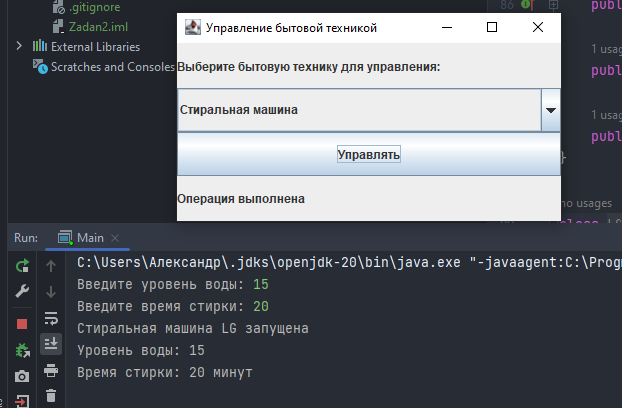 .gitignore
Zadan2.iml
External Libraries
Scratches and Consoles
Управление бытовой техникой
Выберите бытовую технику для управления:
Стиральная машина
Управлять
Операция выполнена
86
publ
1 usag
publ
1 usag
publ
}
no usages
class LG
Run:
Main
C:\Users\Александр\.jdks\openjdk-20\bin\java.exe "-javaagent:C:\Prog
Введите уровень воды: 15
Введите время стирки: 20
Стиральная машина LG запущена
Уровень воды: 15
Время стирки: 20 минут